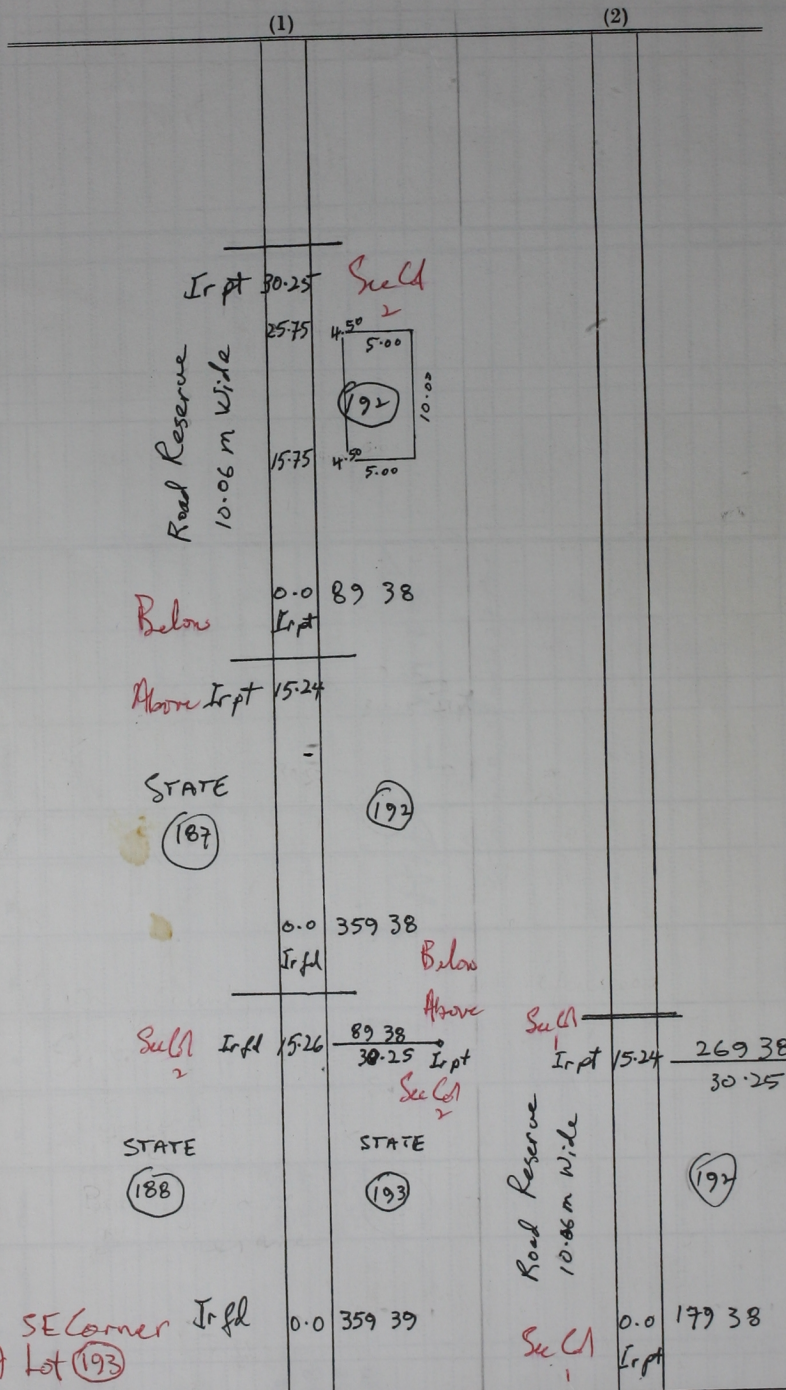 (1) (2)
Ir pt 30.25 See Col
2
25.75 4.50
5.00
Road Reserve
10.06 m Wide
192
10.00
15.75 4.50
5.00
0.0 89 38
Below Ir pt
Above Ir pt 15.24
STATE
187
192
0.0 359 38
Ir fd
Below
Above
See Col
2
Ir fd 15.26 89 38
30.25 Ir pt
See Col
2
STATE
188
STATE
193
SE Corner Ir fd 0.0 359 39
Lot 193
See Col
1
Ir pt 15.24 269 38
30.25
Road Reserve
10.06 m Wide
192
0.0 179 38
See Col
1
Ir pt